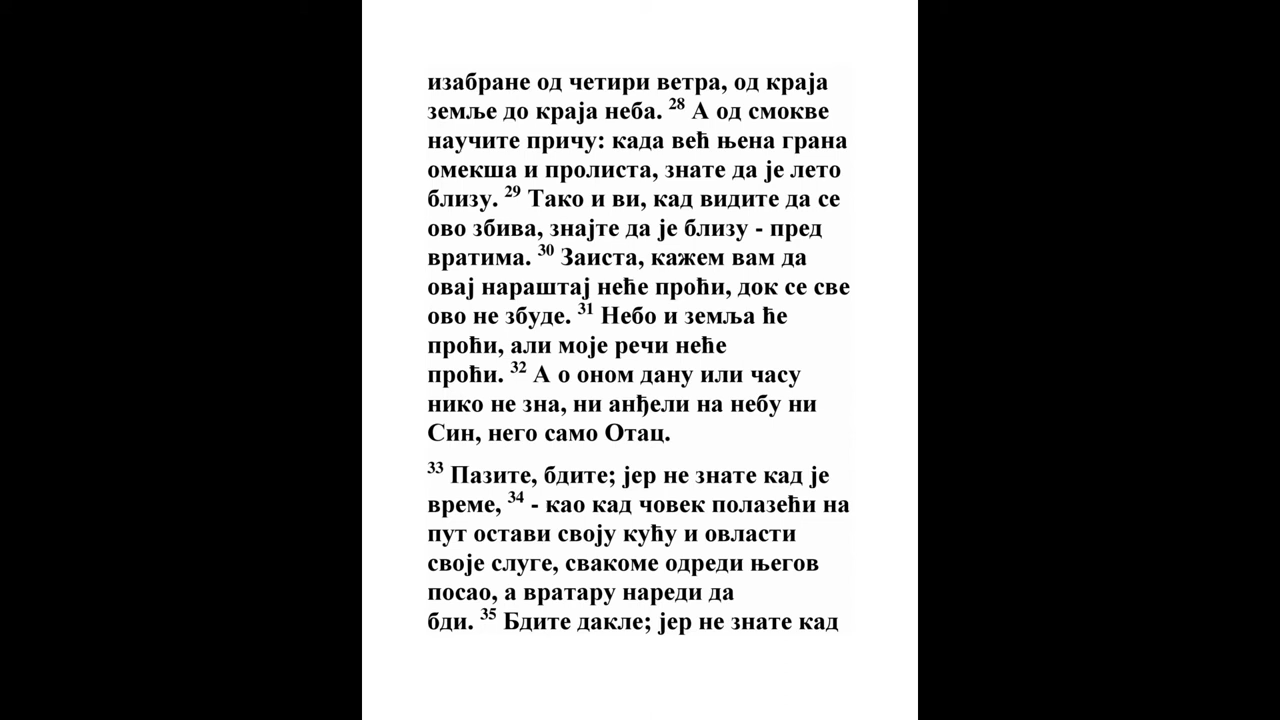 изабране од четири ветра, од краја
земље до краја неба. 28 А од смокве
научите причу: када већ њена грана
омекша и пролиста, знате да је лето
близу. 29 Тако и ви, кад видите да се
ово збива, знајте да је близу - пред
вратима. 30 Заиста, кажем вам да
овај нараштај неће проћи, док се све
ово не збуде. 31 Небо и земља ће
проћи, али моје речи неће
проћи. 32 А о оном дану или часу
нико не зна, ни анђели на небу ни
Син, него само Отац.
33 Пазите, бдите; јер не знате кад је
време, 34 - као кад човек полазећи на
пут остави своју кућу и овласти
своје слуге, свакоме одреди његов
посао, а вратару нареди да
бди. 35 Бдите дакле; јер не знате кад